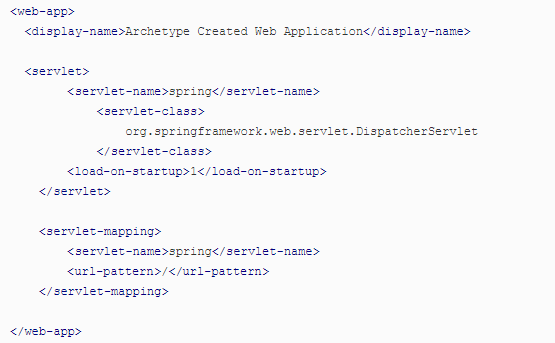 <web-app>
<display-name>Archetype Created Web Application</display-name>
<servlet>
<servlet-name>spring</servlet-name>
<servlet-class>
org.springframework.web.servlet.DispatcherServlet
</servlet-class>
<load-on-startup>1</load-on-startup>
</servlet>
<servlet-mapping>
<servlet-name>spring</servlet-name>
<url-pattern>/</url-pattern>
</servlet-mapping>
</web-app>